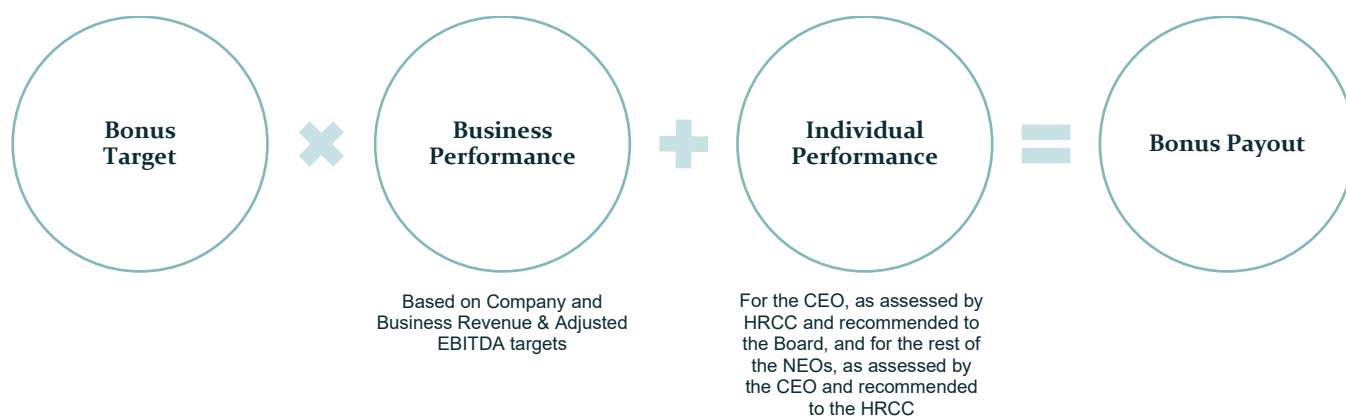 Bonus
Target
Business
Performance
Individual
Performance
Bonus Payout
Based on Company and
Business Revenue & Adjusted
EBITDA targets
For the CEO, as assessed by
HRCC and recommended to
the Board, and for the rest of
the NEOs, as assessed by
the CEO and recommended
to the HRCC